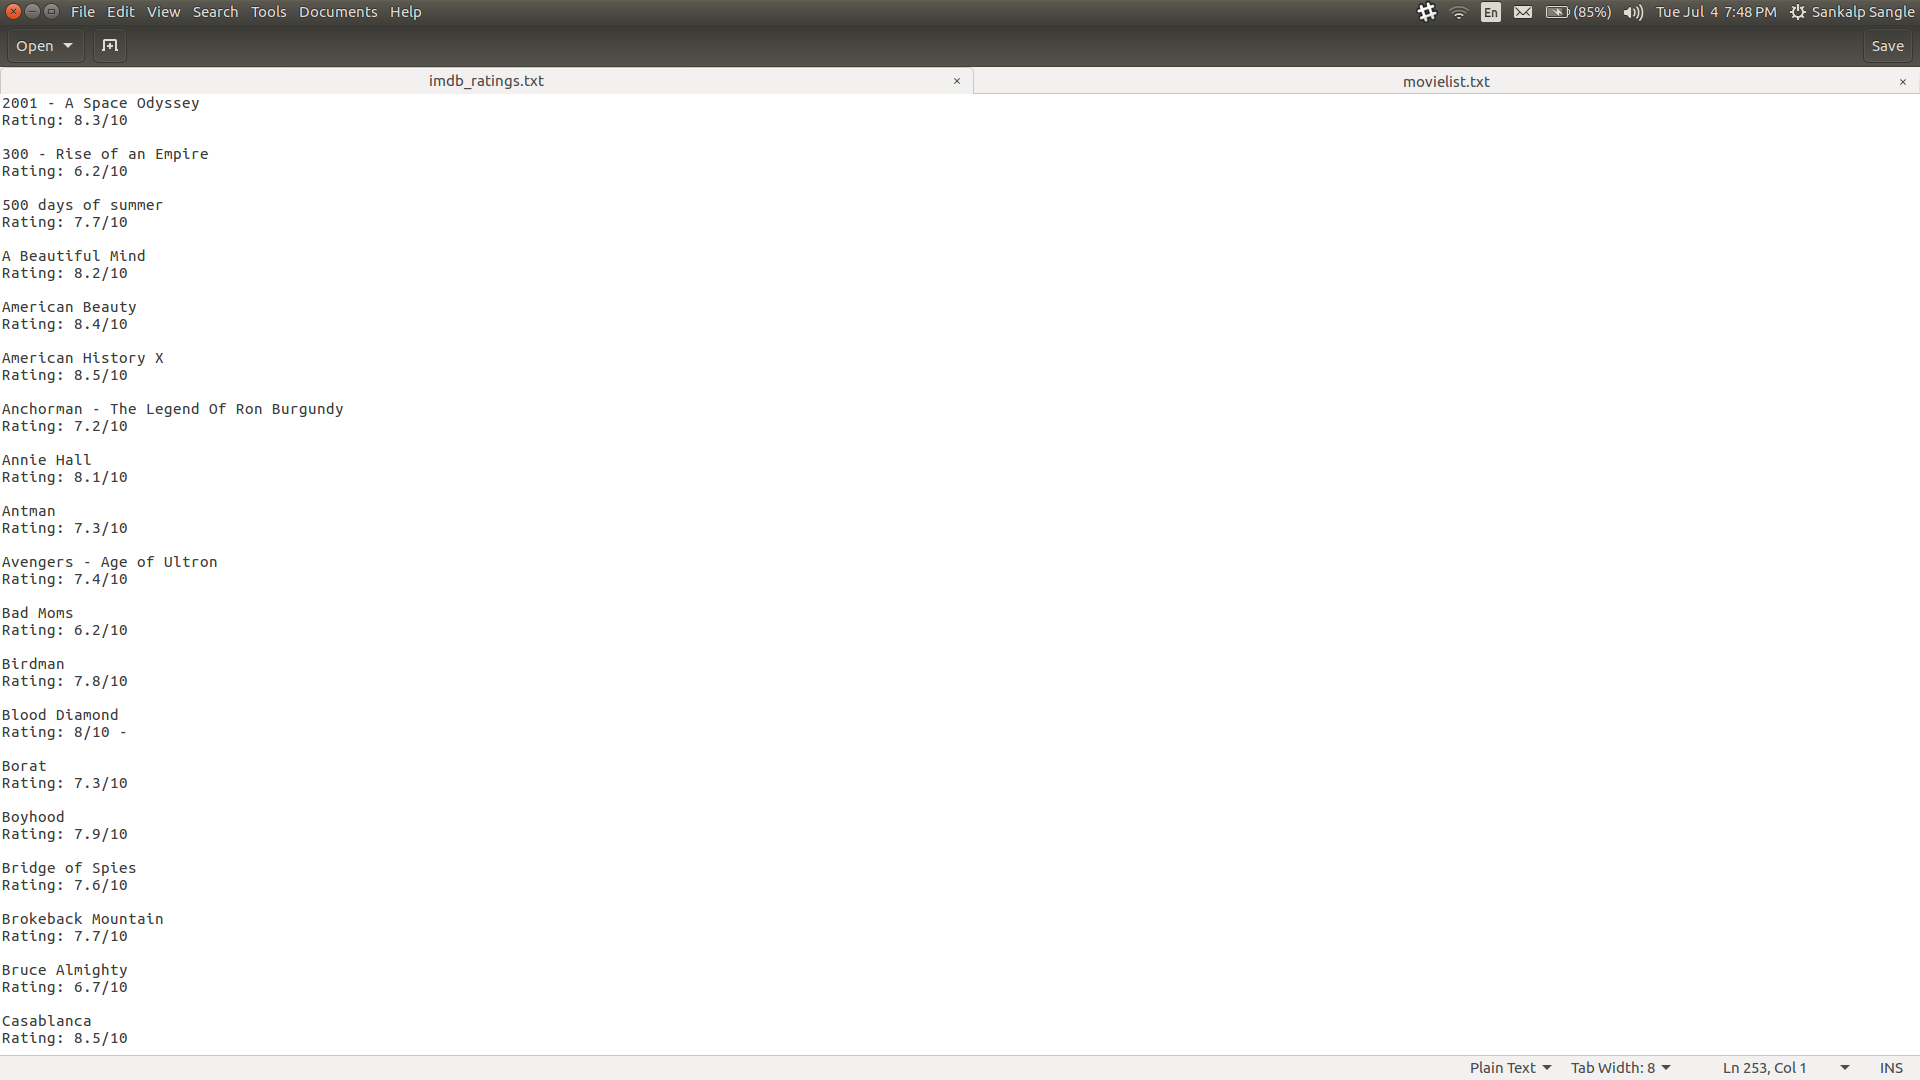 File Edit View Search Tools Documents Help
En (85%) Tue Jul 4 7:48 PM Sankalp Sangle
Open Save
imdb_ratings.txt × movielist.txt ×
2001 - A Space Odyssey
Rating: 8.3/10
300 - Rise of an Empire
Rating: 6.2/10
500 days of summer
Rating: 7.7/10
A Beautiful Mind
Rating: 8.2/10
American Beauty
Rating: 8.4/10
American History X
Rating: 8.5/10
Anchorman - The Legend Of Ron Burgundy
Rating: 7.2/10
Annie Hall
Rating: 8.1/10
Antman
Rating: 7.3/10
Avengers - Age of Ultron
Rating: 7.4/10
Bad Moms
Rating: 6.2/10
Birdman
Rating: 7.8/10
Blood Diamond
Rating: 8/10 -
Borat
Rating: 7.3/10
Boyhood
Rating: 7.9/10
Bridge of Spies
Rating: 7.6/10
Brokeback Mountain
Rating: 7.7/10
Bruce Almighty
Rating: 6.7/10
Casablanca
Rating: 8.5/10
Plain Text Tab Width: 8 Ln 253, Col 1 INS